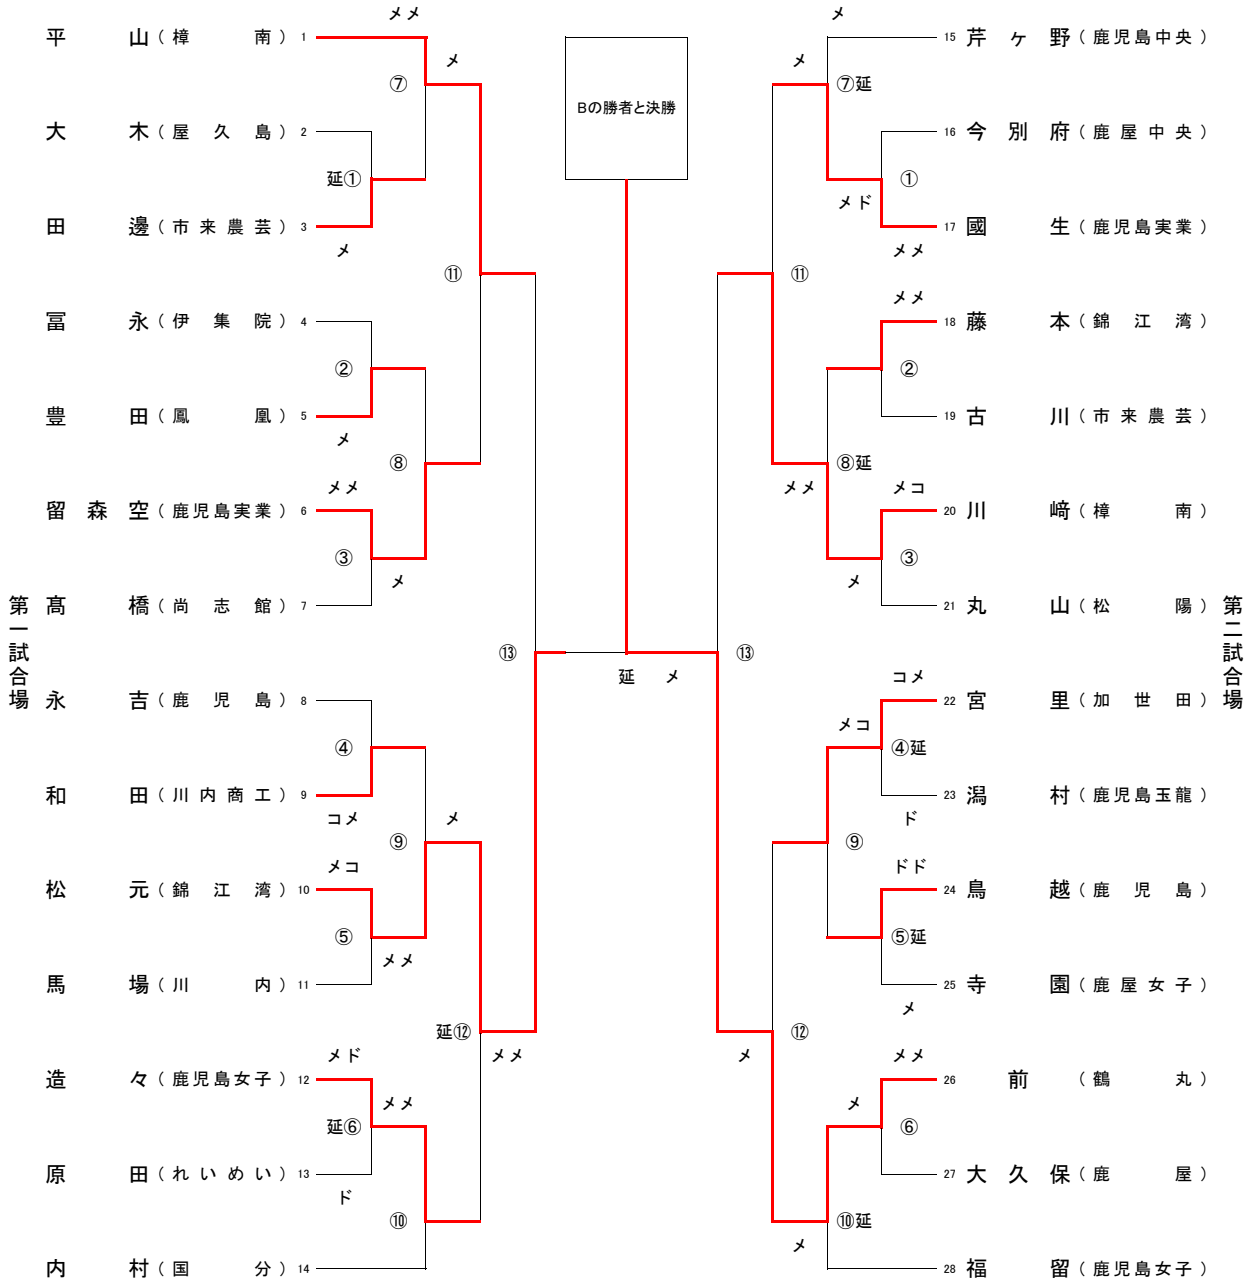 メメ
平山（樟南）1
メ
⑦
大木（屋久島）2
延①
田邊（市来農芸）3
メ
⑪
冨永（伊集院）4
②
豊田（鳳凰）5
メ
⑧
メメ
留森空（鹿児島実業）6
③
メ
髙橋（尚志館）7
第一試合場
⑬
永吉（鹿児島）8
④
和田（川内商工）9
コメ
メ
⑨
メコ
松元（錦江湾）10
⑤
メメ
馬場（川内）11
延⑫
メメ
メド
造々（鹿児島女子）12
メメ
延⑥
原田（れいめい）13
ド
⑩
内村（国分）14
Bの勝者と決勝
延 メ
メ
15 芹ヶ野（鹿児島中央）
メ
⑦延
16 今別府（鹿屋中央）
①
メド
17 國生（鹿児島実業）
メメ
⑪
メメ
18 藤本（錦江湾）
②
19 古川（市来農芸）
⑧延
メメ
メコ
20 川﨑（樟南）
③
メ
21 丸山（松陽）
第二試合場
⑬
コメ
22 宮里（加世田）
メコ
④延
23 潟村（鹿児島玉龍）
ド
⑨
ドド
24 鳥越（鹿児島）
⑤延
25 寺園（鹿屋女子）
メ
⑫
メ
メメ
26 前（鶴丸）
メ
⑥
27 大久保（鹿屋）
⑩延
メ
28 福留（鹿児島女子）